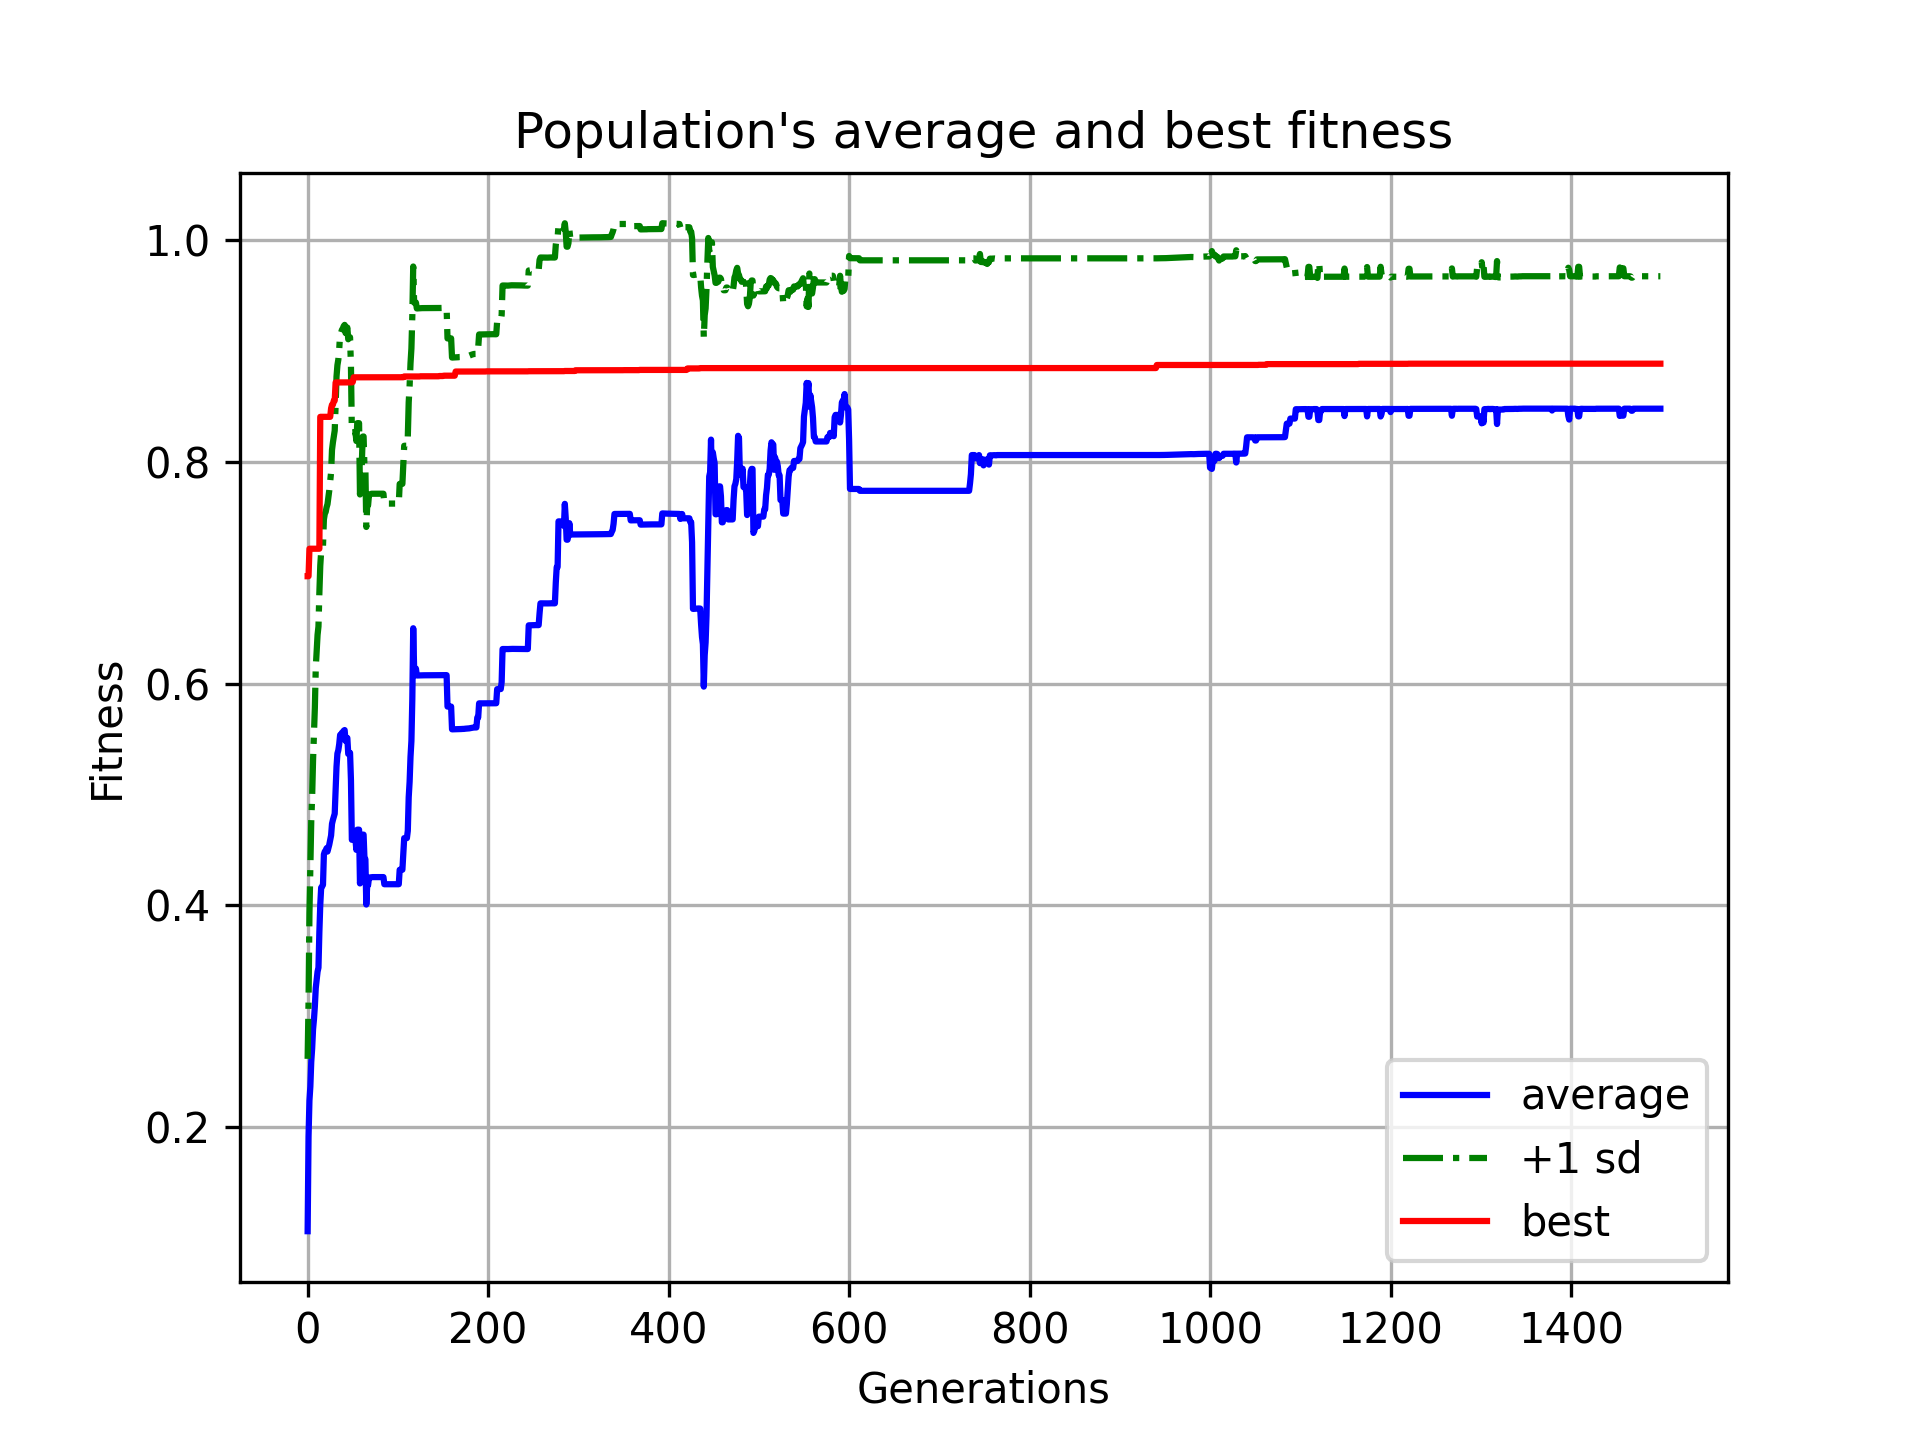 Population's average and best fitness
1.0
0.8
0.6
0.4
0.2
Fitness
0 200 400 600 800 1000 1200 1400
Generations
average
+1 sd
best